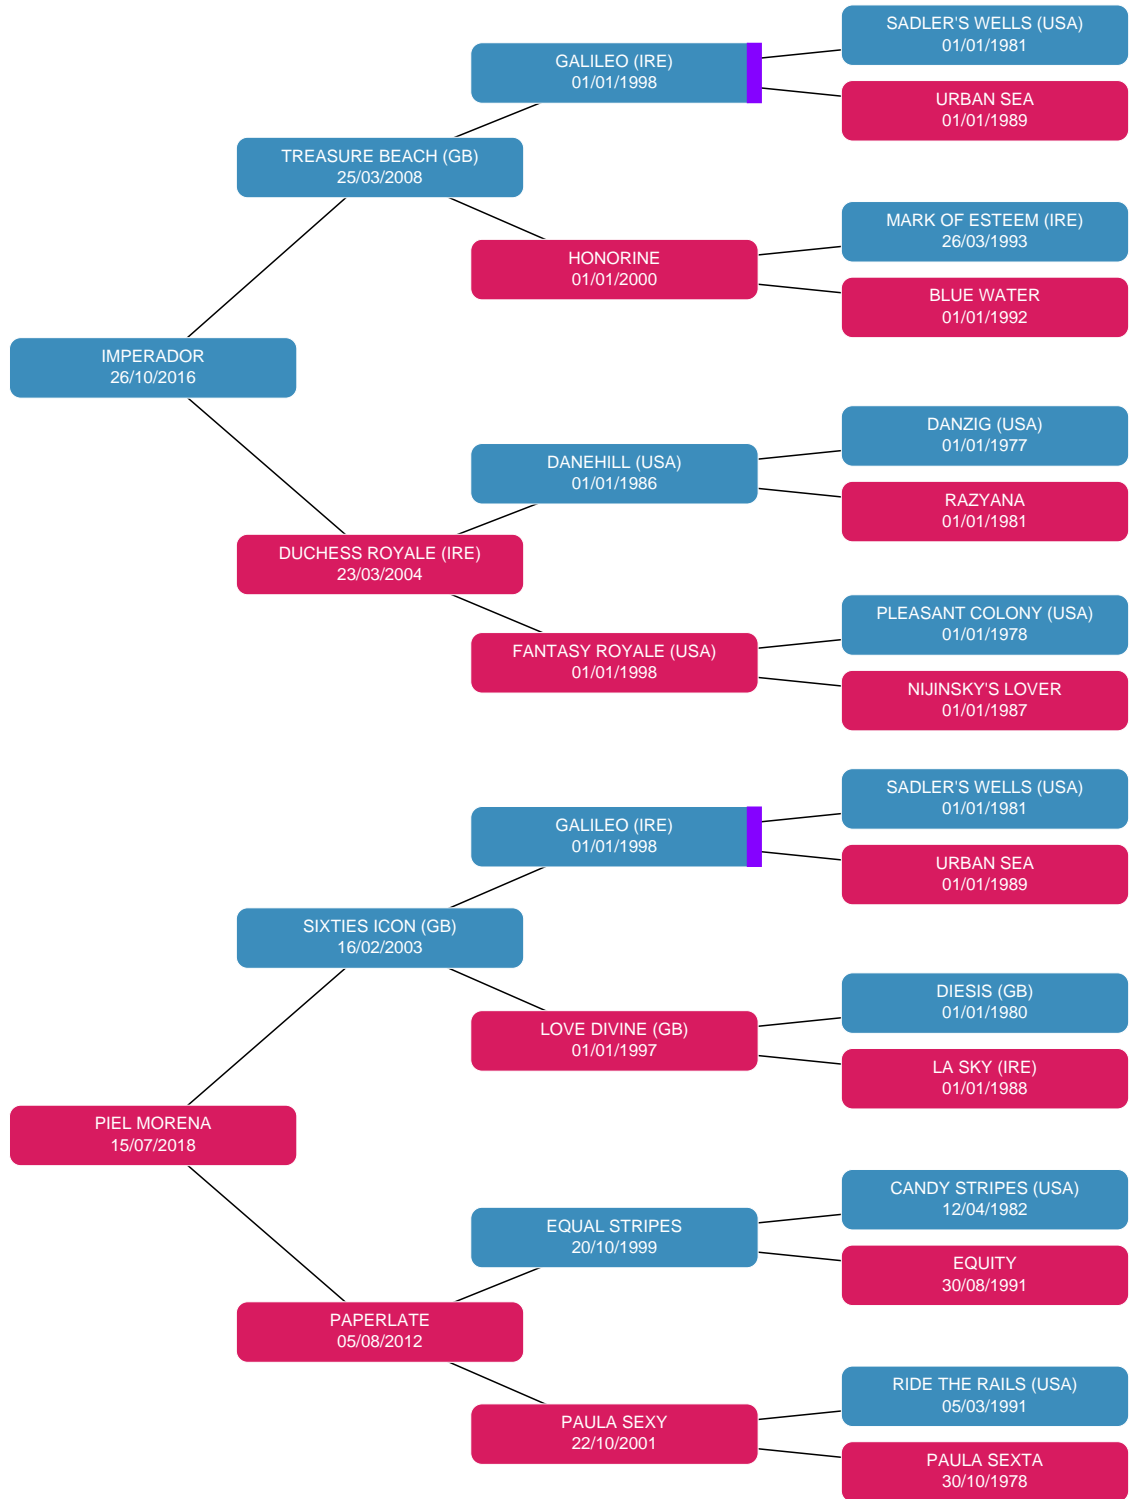 SADLER'S WELLS (USA)
01/01/1981
GALILEO (IRE)
01/01/1998
URBAN SEA
01/01/1989
TREASURE BEACH (GB)
25/03/2008
MARK OF ESTEEM (IRE)
26/03/1993
HONORINE
01/01/2000
BLUE WATER
01/01/1992
IMPERADOR
26/10/2016
DANZIG (USA)
01/01/1977
DANEHILL (USA)
01/01/1986
RAZYANA
01/01/1981
DUCHESS ROYALE (IRE)
23/03/2004
PLEASANT COLONY (USA)
01/01/1978
FANTASY ROYALE (USA)
01/01/1998
NIJINSKY'S LOVER
01/01/1987
SADLER'S WELLS (USA)
01/01/1981
GALILEO (IRE)
01/01/1998
URBAN SEA
01/01/1989
SIXTIES ICON (GB)
16/02/2003
DIESIS (GB)
01/01/1980
LOVE DIVINE (GB)
01/01/1997
LA SKY (IRE)
01/01/1988
PIEL MORENA
15/07/2018
CANDY STRIPES (USA)
12/04/1982
EQUAL STRIPES
20/10/1999
EQUITY
30/08/1991
PAPERLATE
05/08/2012
RIDE THE RAILS (USA)
05/03/1991
PAULA SEXY
22/10/2001
PAULA SEXTA
30/10/1978